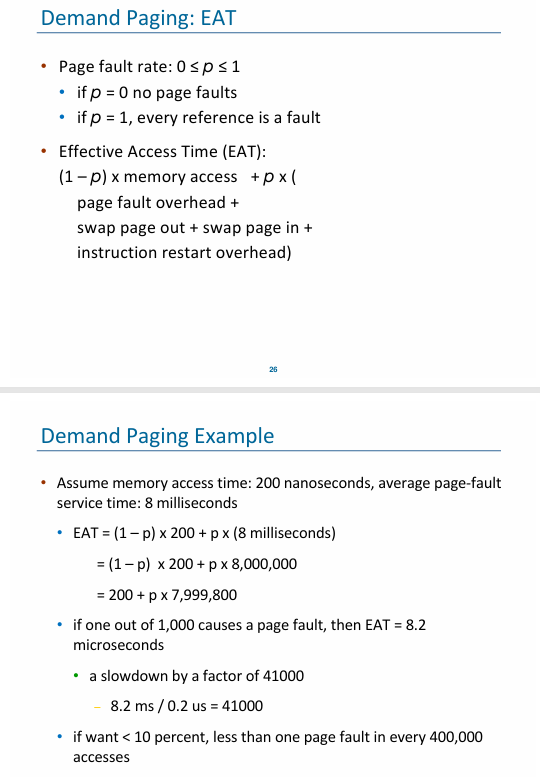 Demand Paging: EAT
• Page fault rate: 0 ≤ p ≤ 1
• if p = 0 no page faults
• if p = 1, every reference is a fault
• Effective Access Time (EAT):
(1 – p) x memory access + p x (
page fault overhead +
swap page out + swap page in +
instruction restart overhead)
26
Demand Paging Example
• Assume memory access time: 200 nanoseconds, average page-fault
service time: 8 milliseconds
• EAT = (1 – p) x 200 + p x (8 milliseconds)
= (1 – p) x 200 + p x 8,000,000
= 200 + p x 7,999,800
• if one out of 1,000 causes a page fault, then EAT = 8.2
microseconds
• a slowdown by a factor of 41000
– 8.2 ms / 0.2 us = 41000
• if want < 10 percent, less than one page fault in every 400,000
accesses